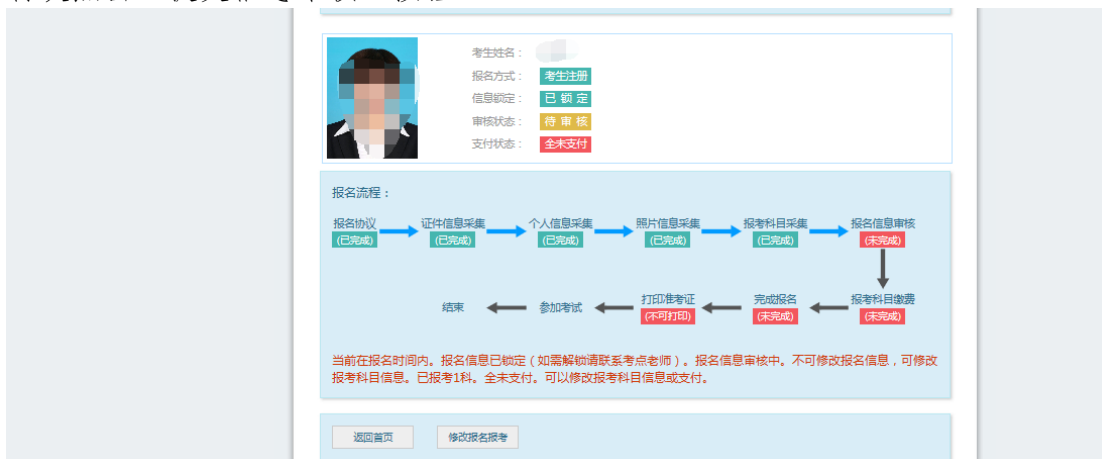 考生姓名：
报名方式： 考生注册
信息锁定： 已 锁 定
审核状态： 待 审 核
支付状态： 全未支付
报名流程：
报名协议 证件信息采集 个人信息采集 照片信息采集 报考科目采集 报名信息审核
(已完成) (已完成) (已完成) (已完成) (已完成) (未完成)
结束 参加考试 打印准考证 完成报名 报考科目缴费
(不可打印) (未完成) (未完成)
当前在报名时间内。报名信息已锁定（如需解锁请联系考点老师）。报名信息审核中。不可修改报名信息，可修改
报考科目信息。已报考1科。全未支付。可以修改报考科目信息或支付。
返回首页 修改报名报考